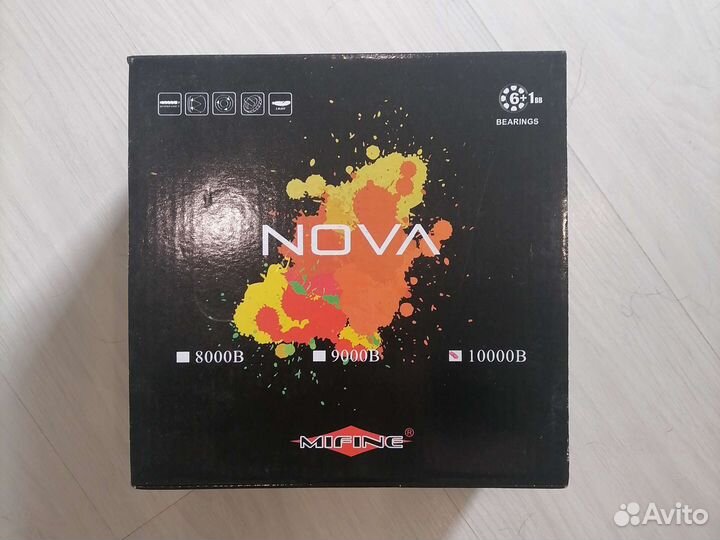 6+1BB
BEARINGS
NOVA
8000B 9000B 10000B
MIFINE®
Avito